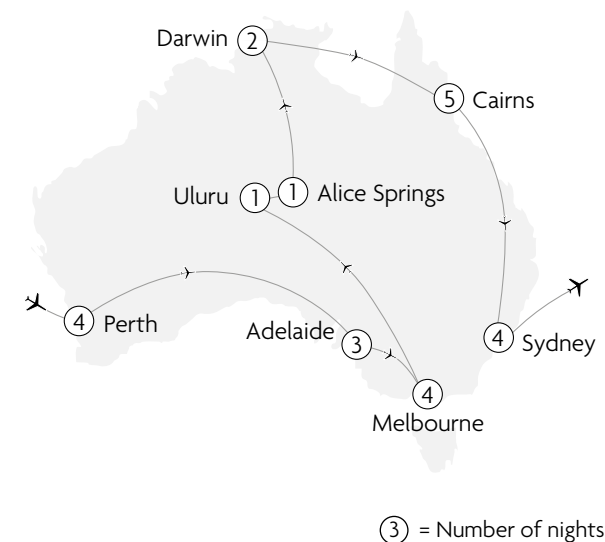 Darwin 2
5 Cairns
Uluru 1 1 Alice Springs
4 Perth
Adelaide 3
4 Sydney
4
Melbourne
3 = Number of nights